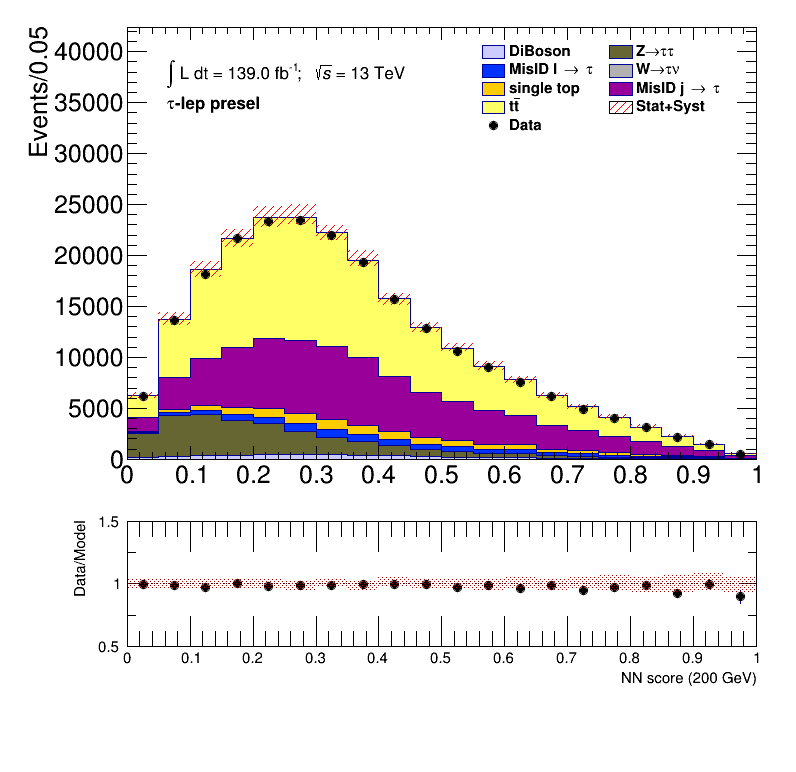 Events/0.05
40000
35000
30000
25000
20000
15000
10000
5000
0
∫ L dt = 139.0 fb⁻¹; √s = 13 TeV
τ-lep presel
DiBoson
MisID l → τ
single top
tt̄
Data
Z→ττ
W→τν
MisID j → τ
Stat+Syst
0 0.1 0.2 0.3 0.4 0.5 0.6 0.7 0.8 0.9 1
Data/Model
1.5
1
0.5
0 0.1 0.2 0.3 0.4 0.5 0.6 0.7 0.8 0.9 1
NN score (200 GeV)